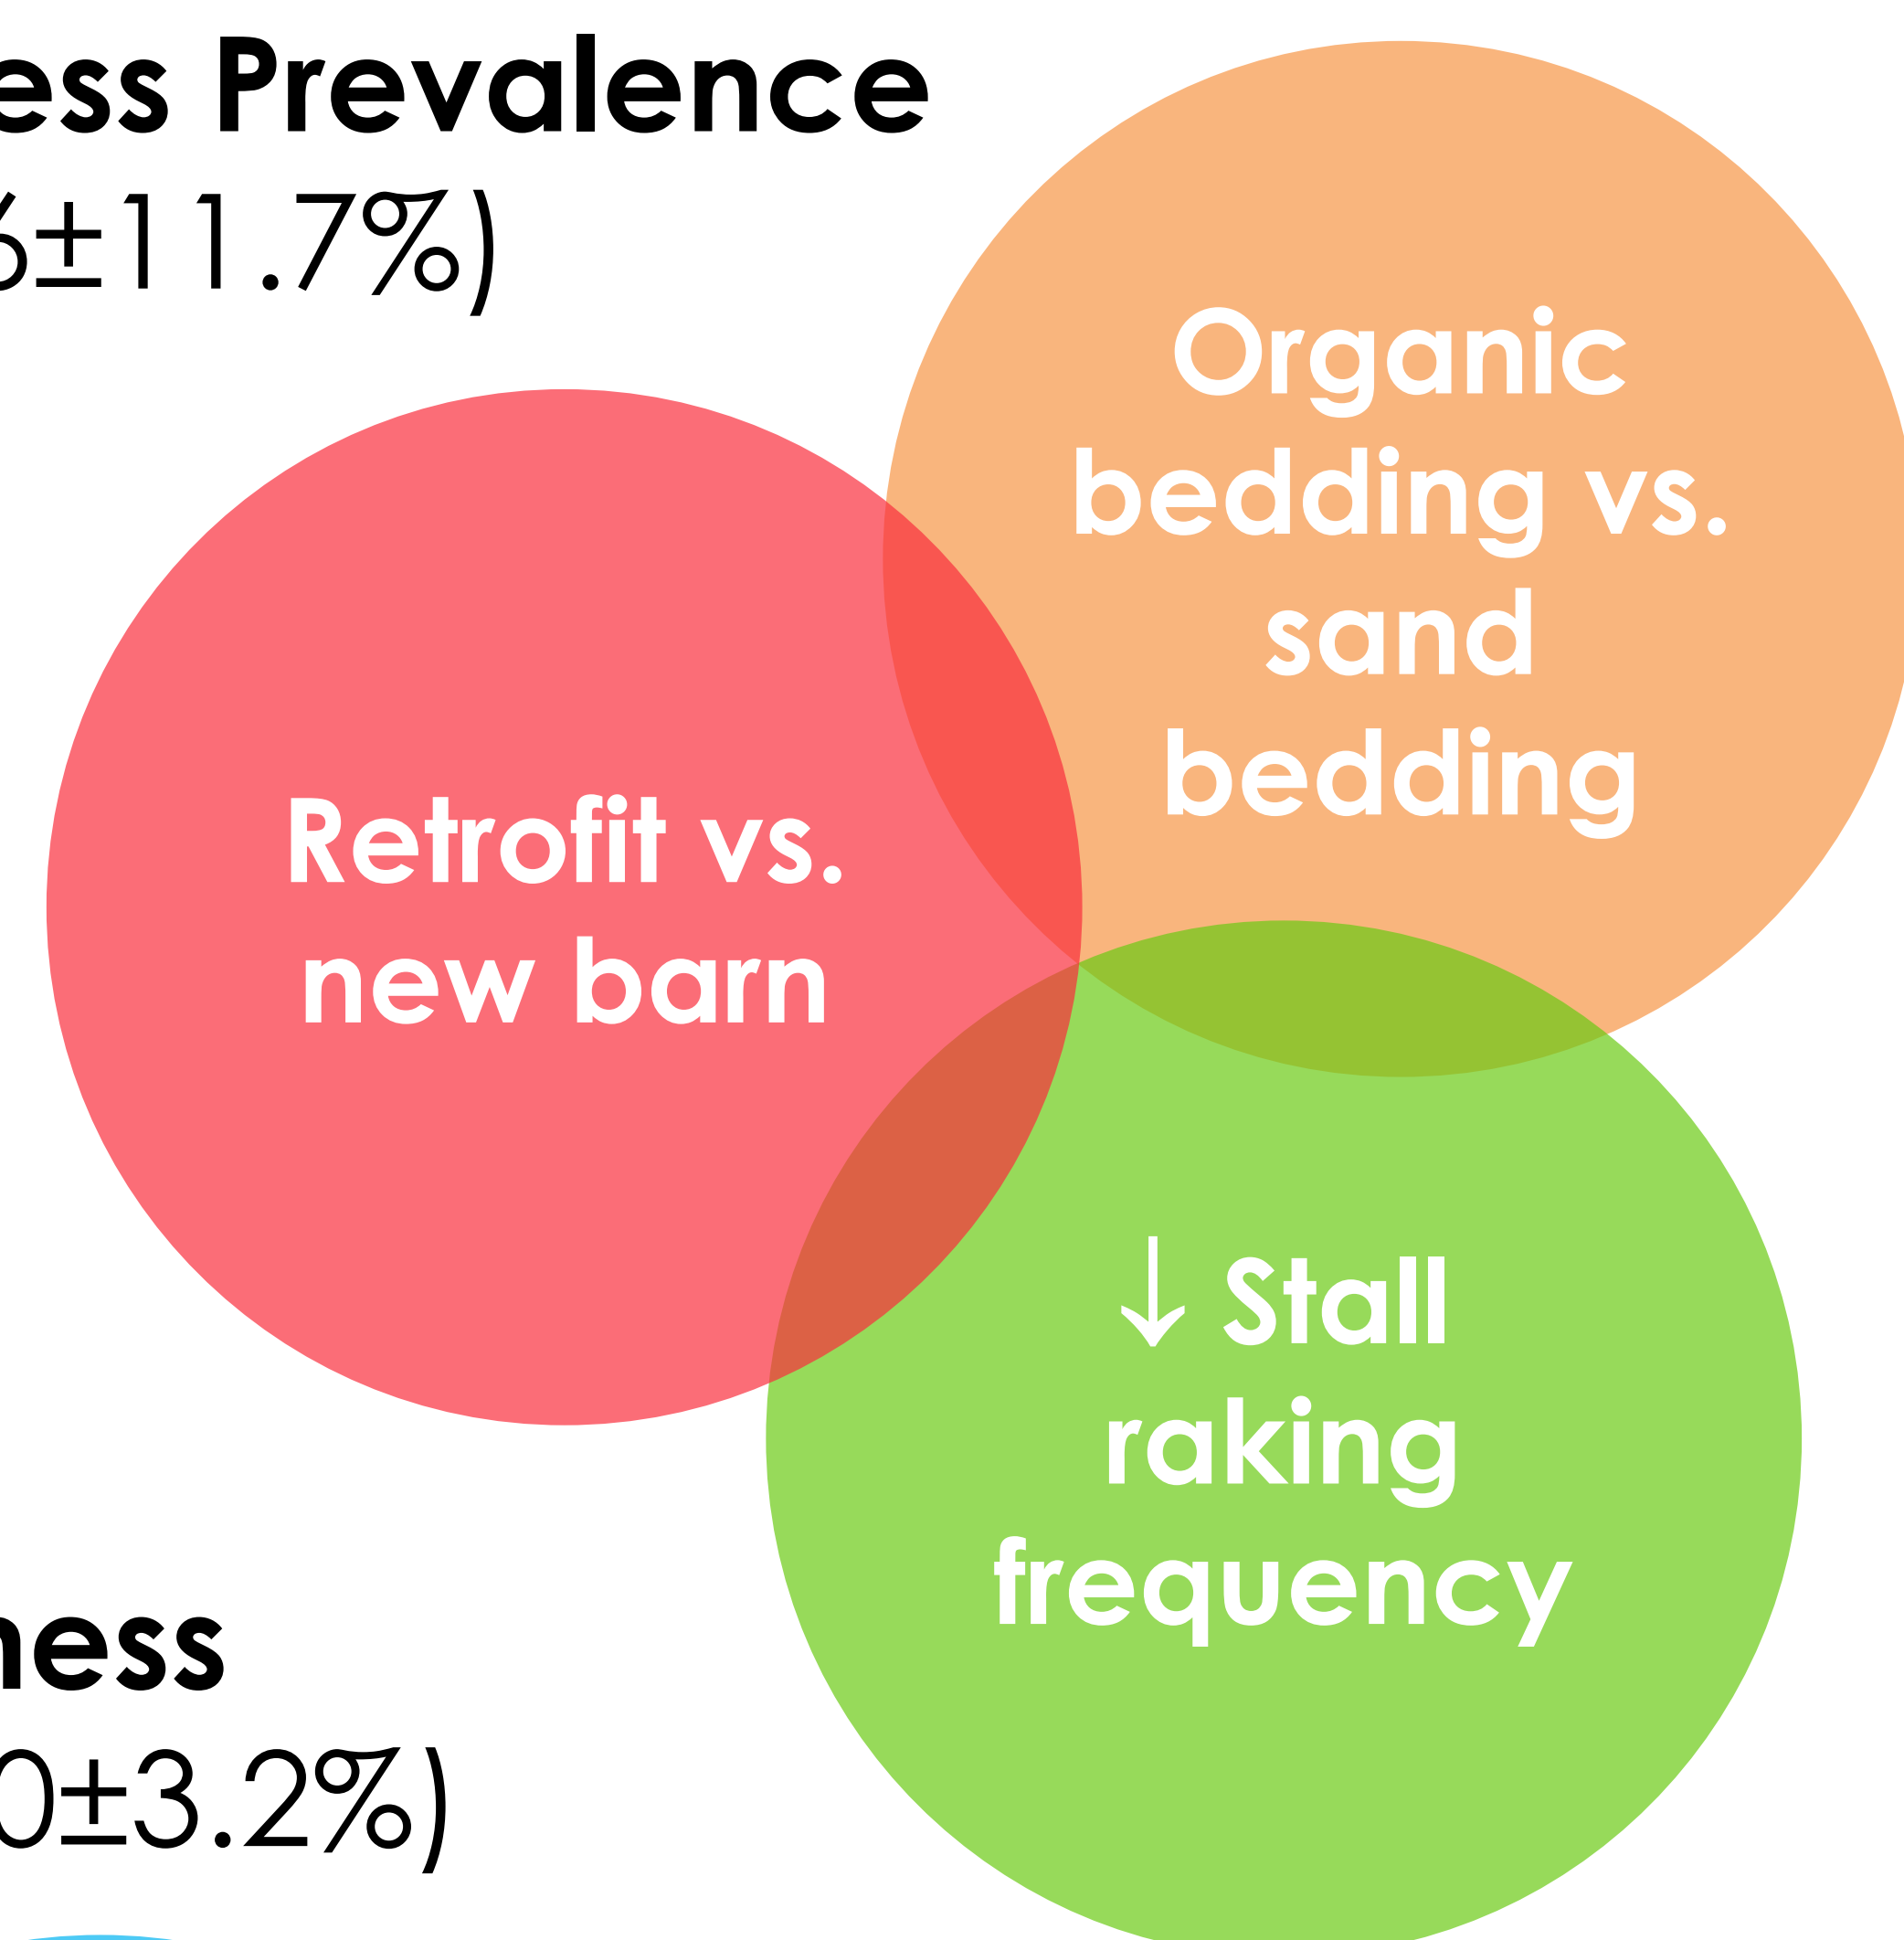 ess Prevalence
±11.7%)
Organic
bedding vs.
sand
bedding
Retrofit vs.
new barn
↓ Stall
raking
frequency
ness
0±3.2%)